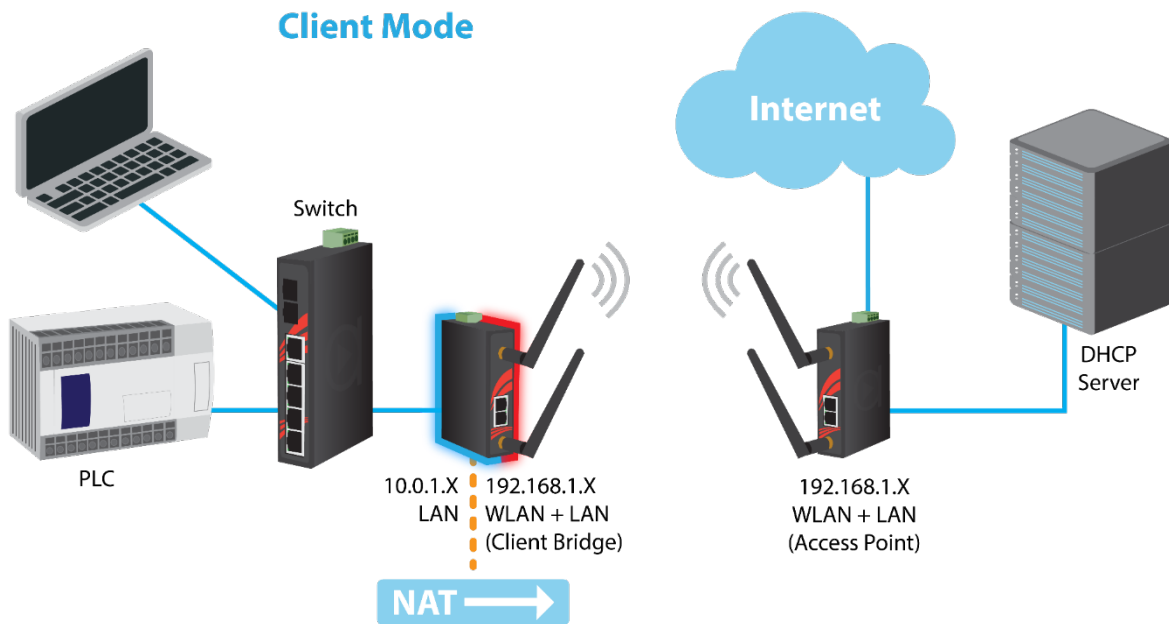 Client Mode
Internet
Switch
DHCP
Server
PLC
10.0.1.X
LAN
192.168.1.X
WLAN + LAN
(Client Bridge)
192.168.1.X
WLAN + LAN
(Access Point)
NAT